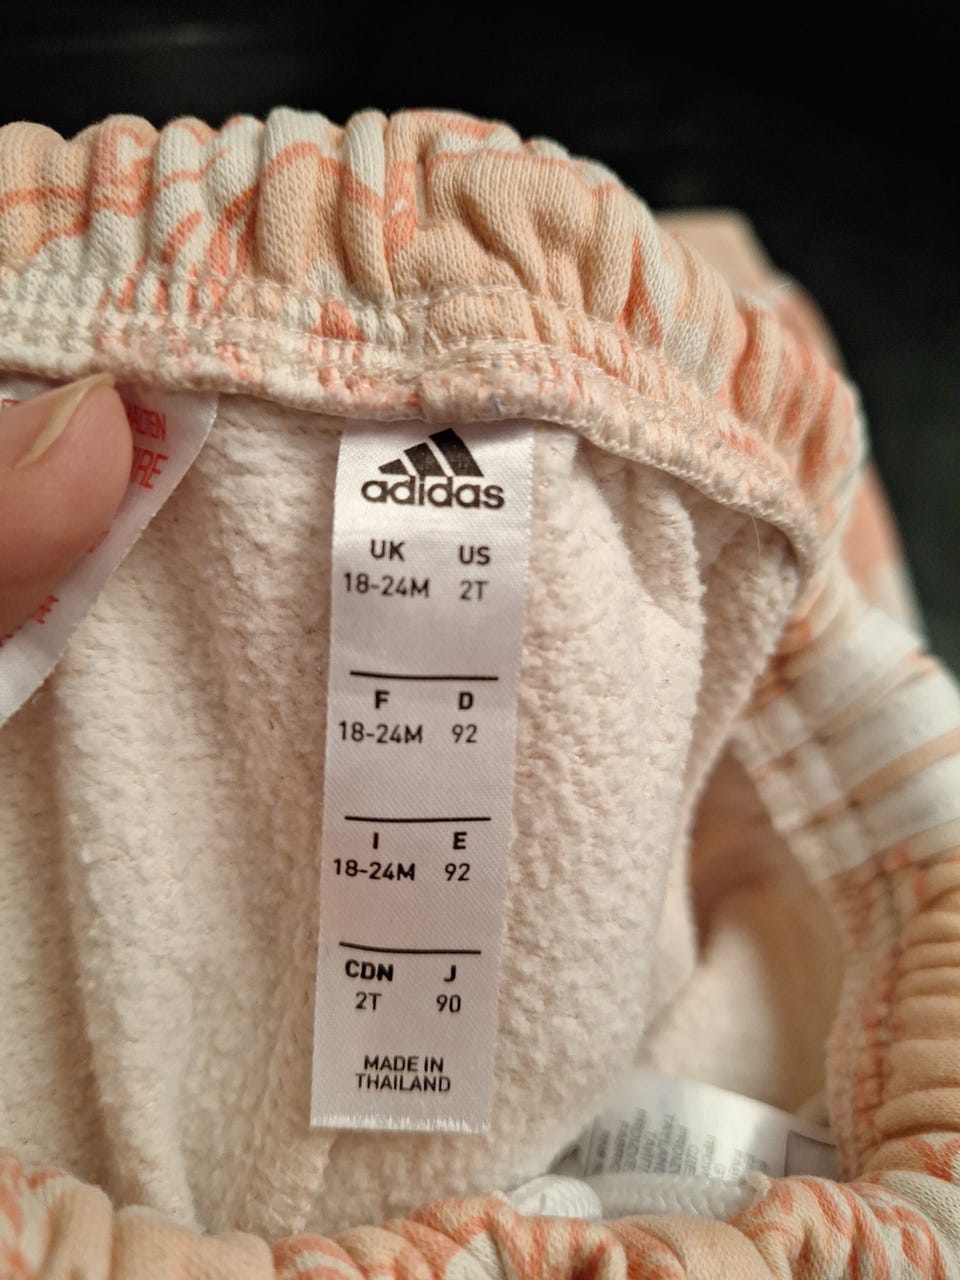 adidas
UK US
18-24M 2T
F D
18-24M 92
I E
18-24M 92
CDN J
2T 90
MADE IN
THAILAND